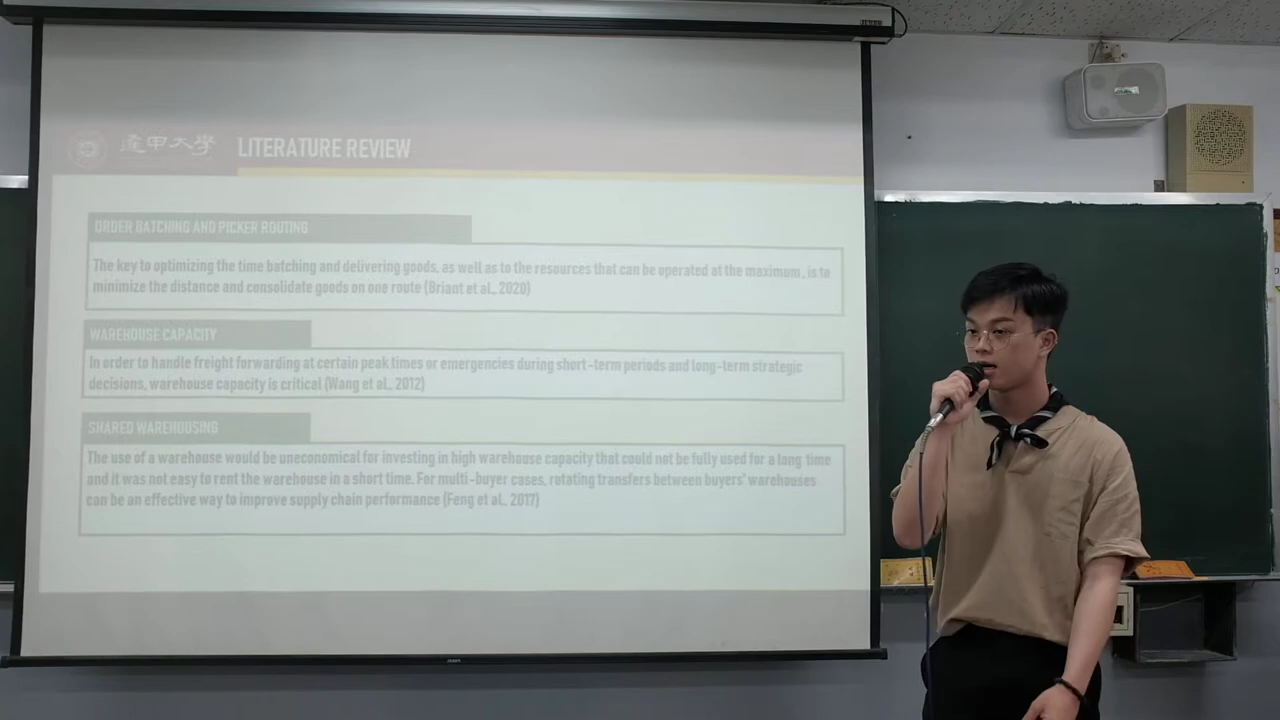 逢甲大學
LITERATURE REVIEW
ORDER BATCHING AND PICKER ROUTING
The key to optimizing the time batching and delivering goods, as well as to the resources that can be operated at the maximum, is to
minimize the distance and consolidate goods on one route (Briant et al., 2020)
WAREHOUSE CAPACITY
In order to handle freight forwarding at certain peak times or emergencies during short-term periods and long-term strategic
decisions, warehouse capacity is critical (Wang et al., 2012)
SHARED WAREHOUSING
The use of a warehouse would be uneconomical for investing in high warehouse capacity that could not be fully used for a long time
and it was not easy to rent the warehouse in a short time. For multi-buyer cases, rotating transfers between buyers' warehouses
can be an effective way to improve supply chain performance (Feng et al., 2017)